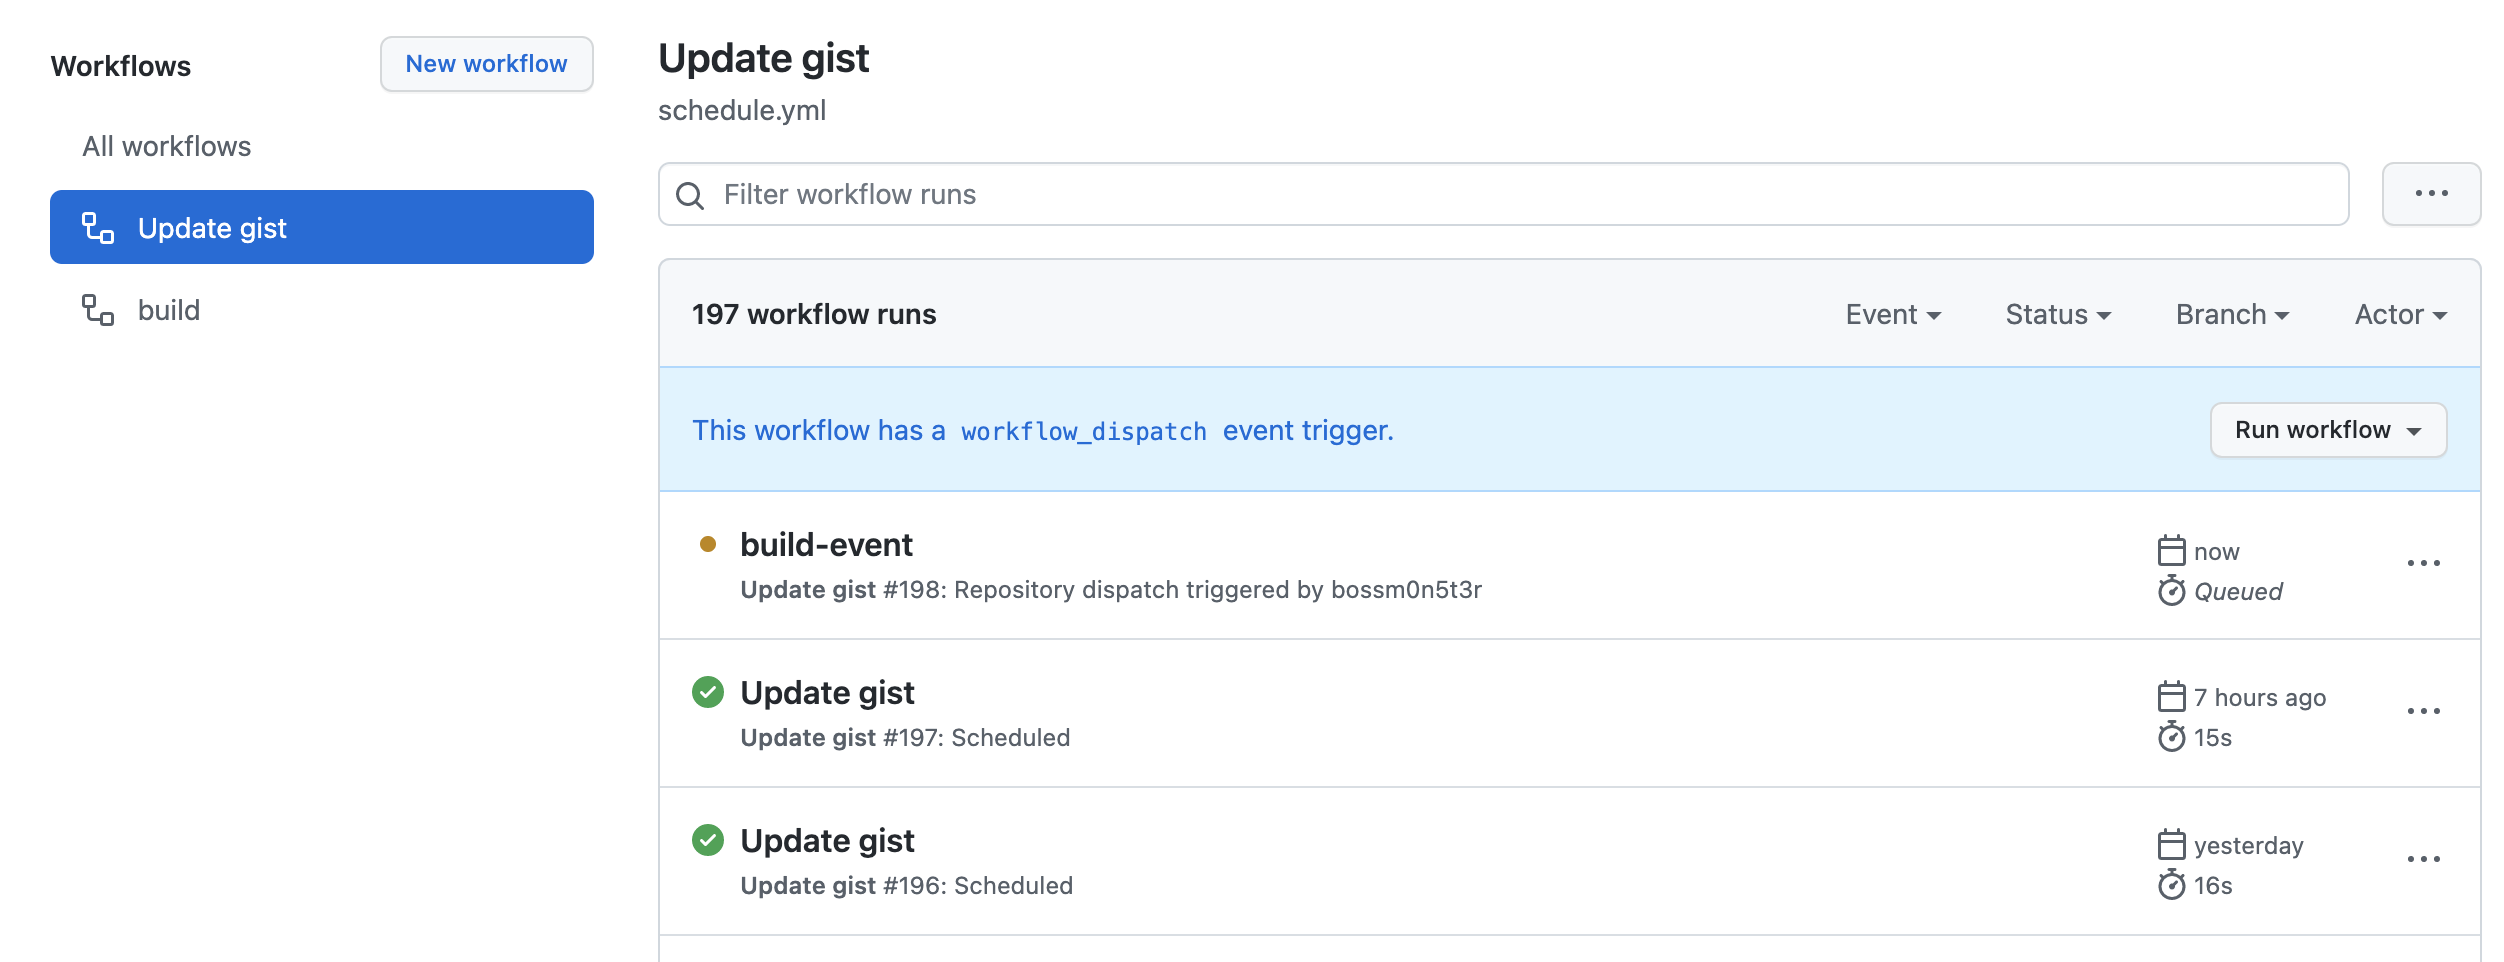 Workflows
New workflow
All workflows
Update gist
build
Update gist
schedule.yml
Filter workflow runs
197 workflow runs
Event
Status
Branch
Actor
This workflow has a workflow_dispatch event trigger.
Run workflow
build-event
Update gist #198: Repository dispatch triggered by bossm0n5t3r
now
Queued
Update gist
Update gist #197: Scheduled
7 hours ago
15s
Update gist
Update gist #196: Scheduled
yesterday
16s